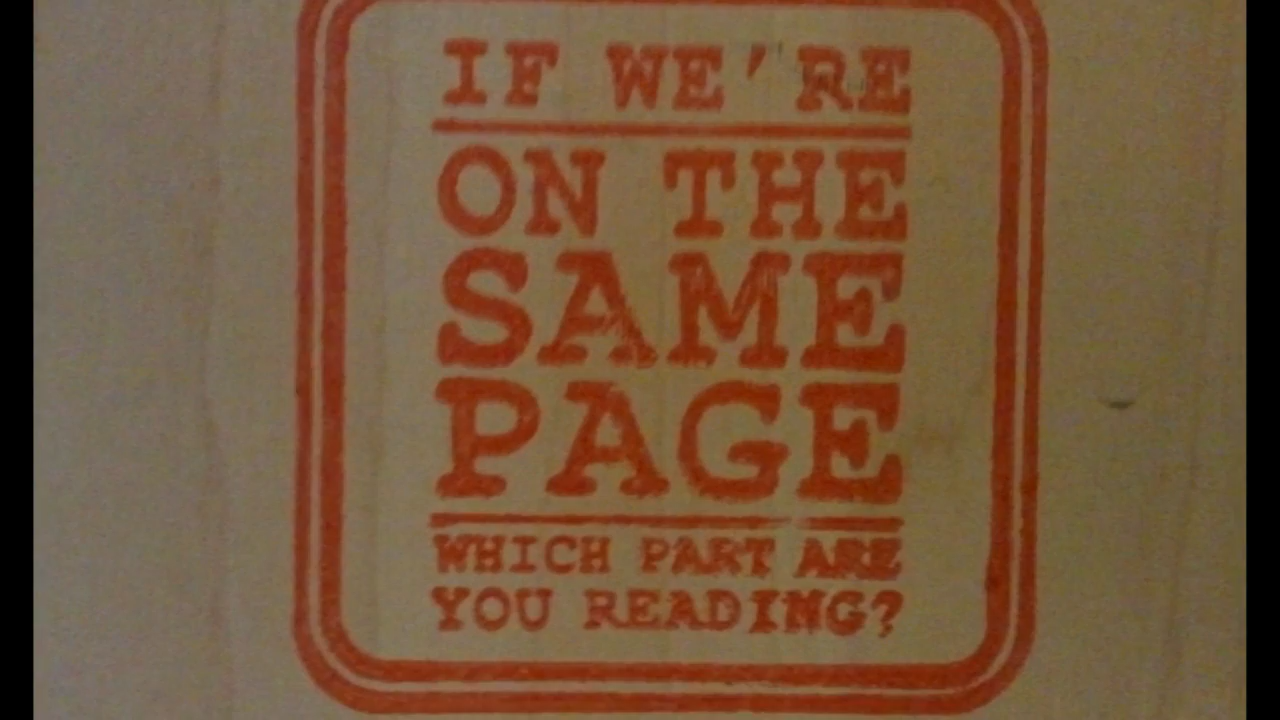 IF WE'RE
ON THE
SAME
PAGE
WHICH PART ARE
YOU READING?